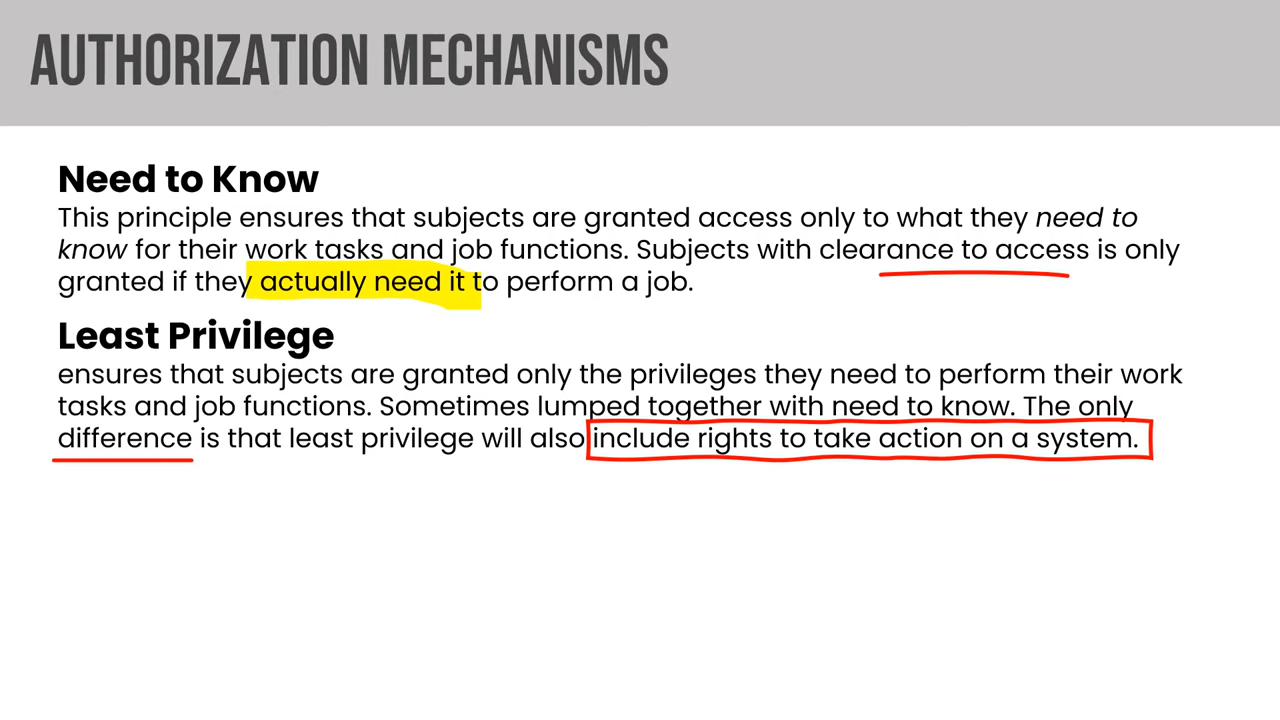 AUTHORIZATION MECHANISMS
Need to Know
This principle ensures that subjects are granted access only to what they need to
know for their work tasks and job functions. Subjects with clearance to access is only
granted if they actually need it to perform a job.
Least Privilege
ensures that subjects are granted only the privileges they need to perform their work
tasks and job functions. Sometimes lumped together with need to know. The only
difference is that least privilege will also include rights to take action on a system.